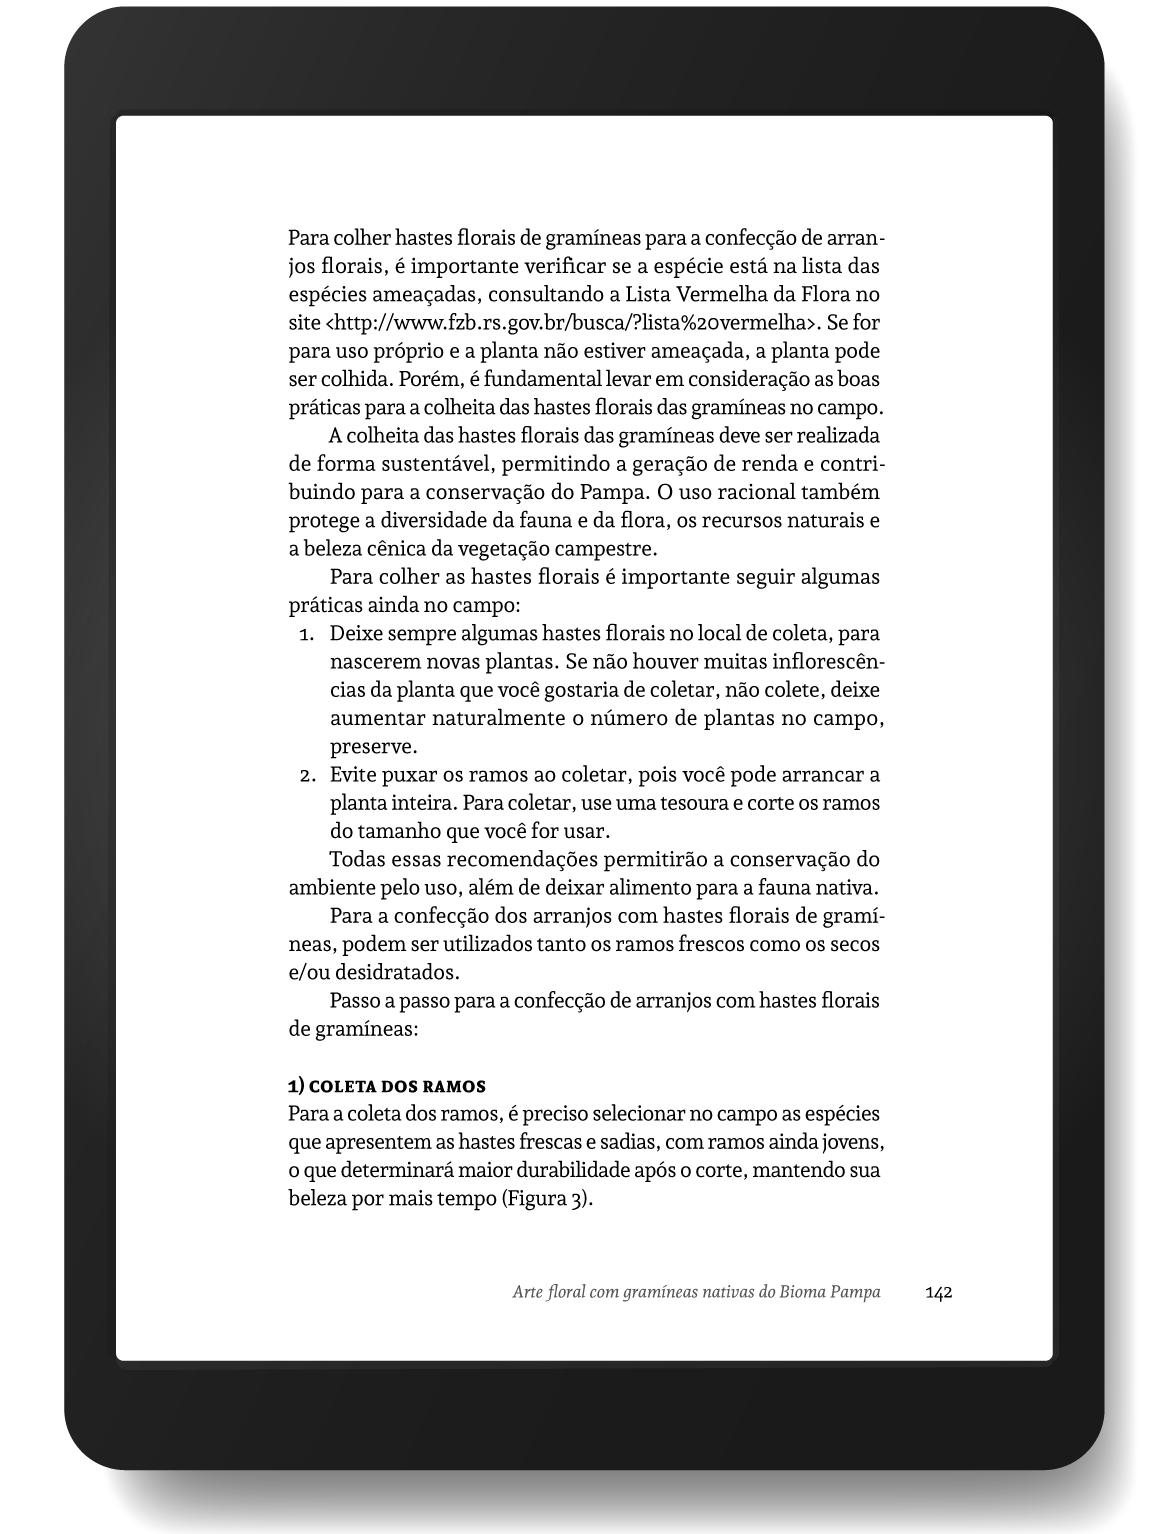 Para colher hastes florais de gramíneas para a confecção de arran-
jos florais, é importante verificar se a espécie está na lista das
espécies ameaçadas, consultando a Lista Vermelha da Flora no
site <http://www.fzb.rs.gov.br/busca/?lista%20vermelha>. Se for
para uso próprio e a planta não estiver ameaçada, a planta pode
ser colhida. Porém, é fundamental levar em consideração as boas
práticas para a colheita das hastes florais das gramíneas no campo.
A colheita das hastes florais das gramíneas deve ser realizada
de forma sustentável, permitindo a geração de renda e contri-
buindo para a conservação do Pampa. O uso racional também
protege a diversidade da fauna e da flora, os recursos naturais e
a beleza cênica da vegetação campestre.
Para colher as hastes florais é importante seguir algumas
práticas ainda no campo:
1. Deixe sempre algumas hastes florais no local de coleta, para
nascerem novas plantas. Se não houver muitas inflorescên-
cias da planta que você gostaria de coletar, não colete, deixe
aumentar naturalmente o número de plantas no campo,
preserve.
2. Evite puxar os ramos ao coletar, pois você pode arrancar a
planta inteira. Para coletar, use uma tesoura e corte os ramos
do tamanho que você for usar.
Todas essas recomendações permitirão a conservação do
ambiente pelo uso, além de deixar alimento para a fauna nativa.
Para a confecção dos arranjos com hastes florais de gramí-
neas, podem ser utilizados tanto os ramos frescos como os secos
e/ou desidratados.
Passo a passo para a confecção de arranjos com hastes florais
de gramíneas:
1) COLETA DOS RAMOS
Para a coleta dos ramos, é preciso selecionar no campo as espécies
que apresentem as hastes frescas e sadias, com ramos ainda jovens,
o que determinará maior durabilidade após o corte, mantendo sua
beleza por mais tempo (Figura 3).
Arte floral com gramíneas nativas do Bioma Pampa 142